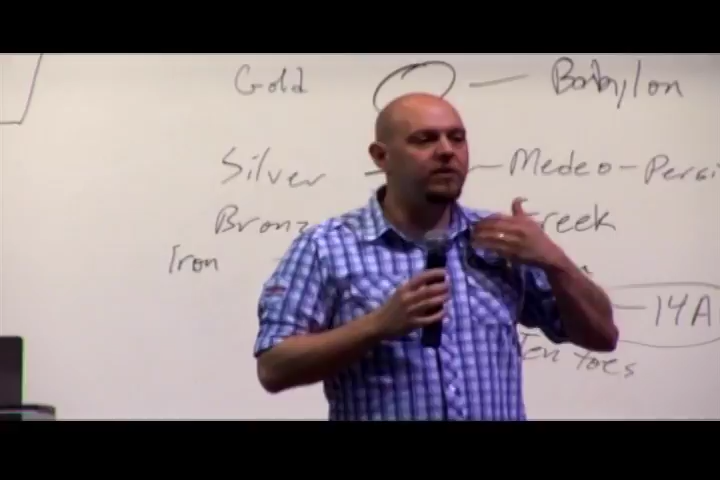 Gold — Babylon
Silver — Medeo-Persi
Bronz reek
Iron
— 14A
Ten Toes